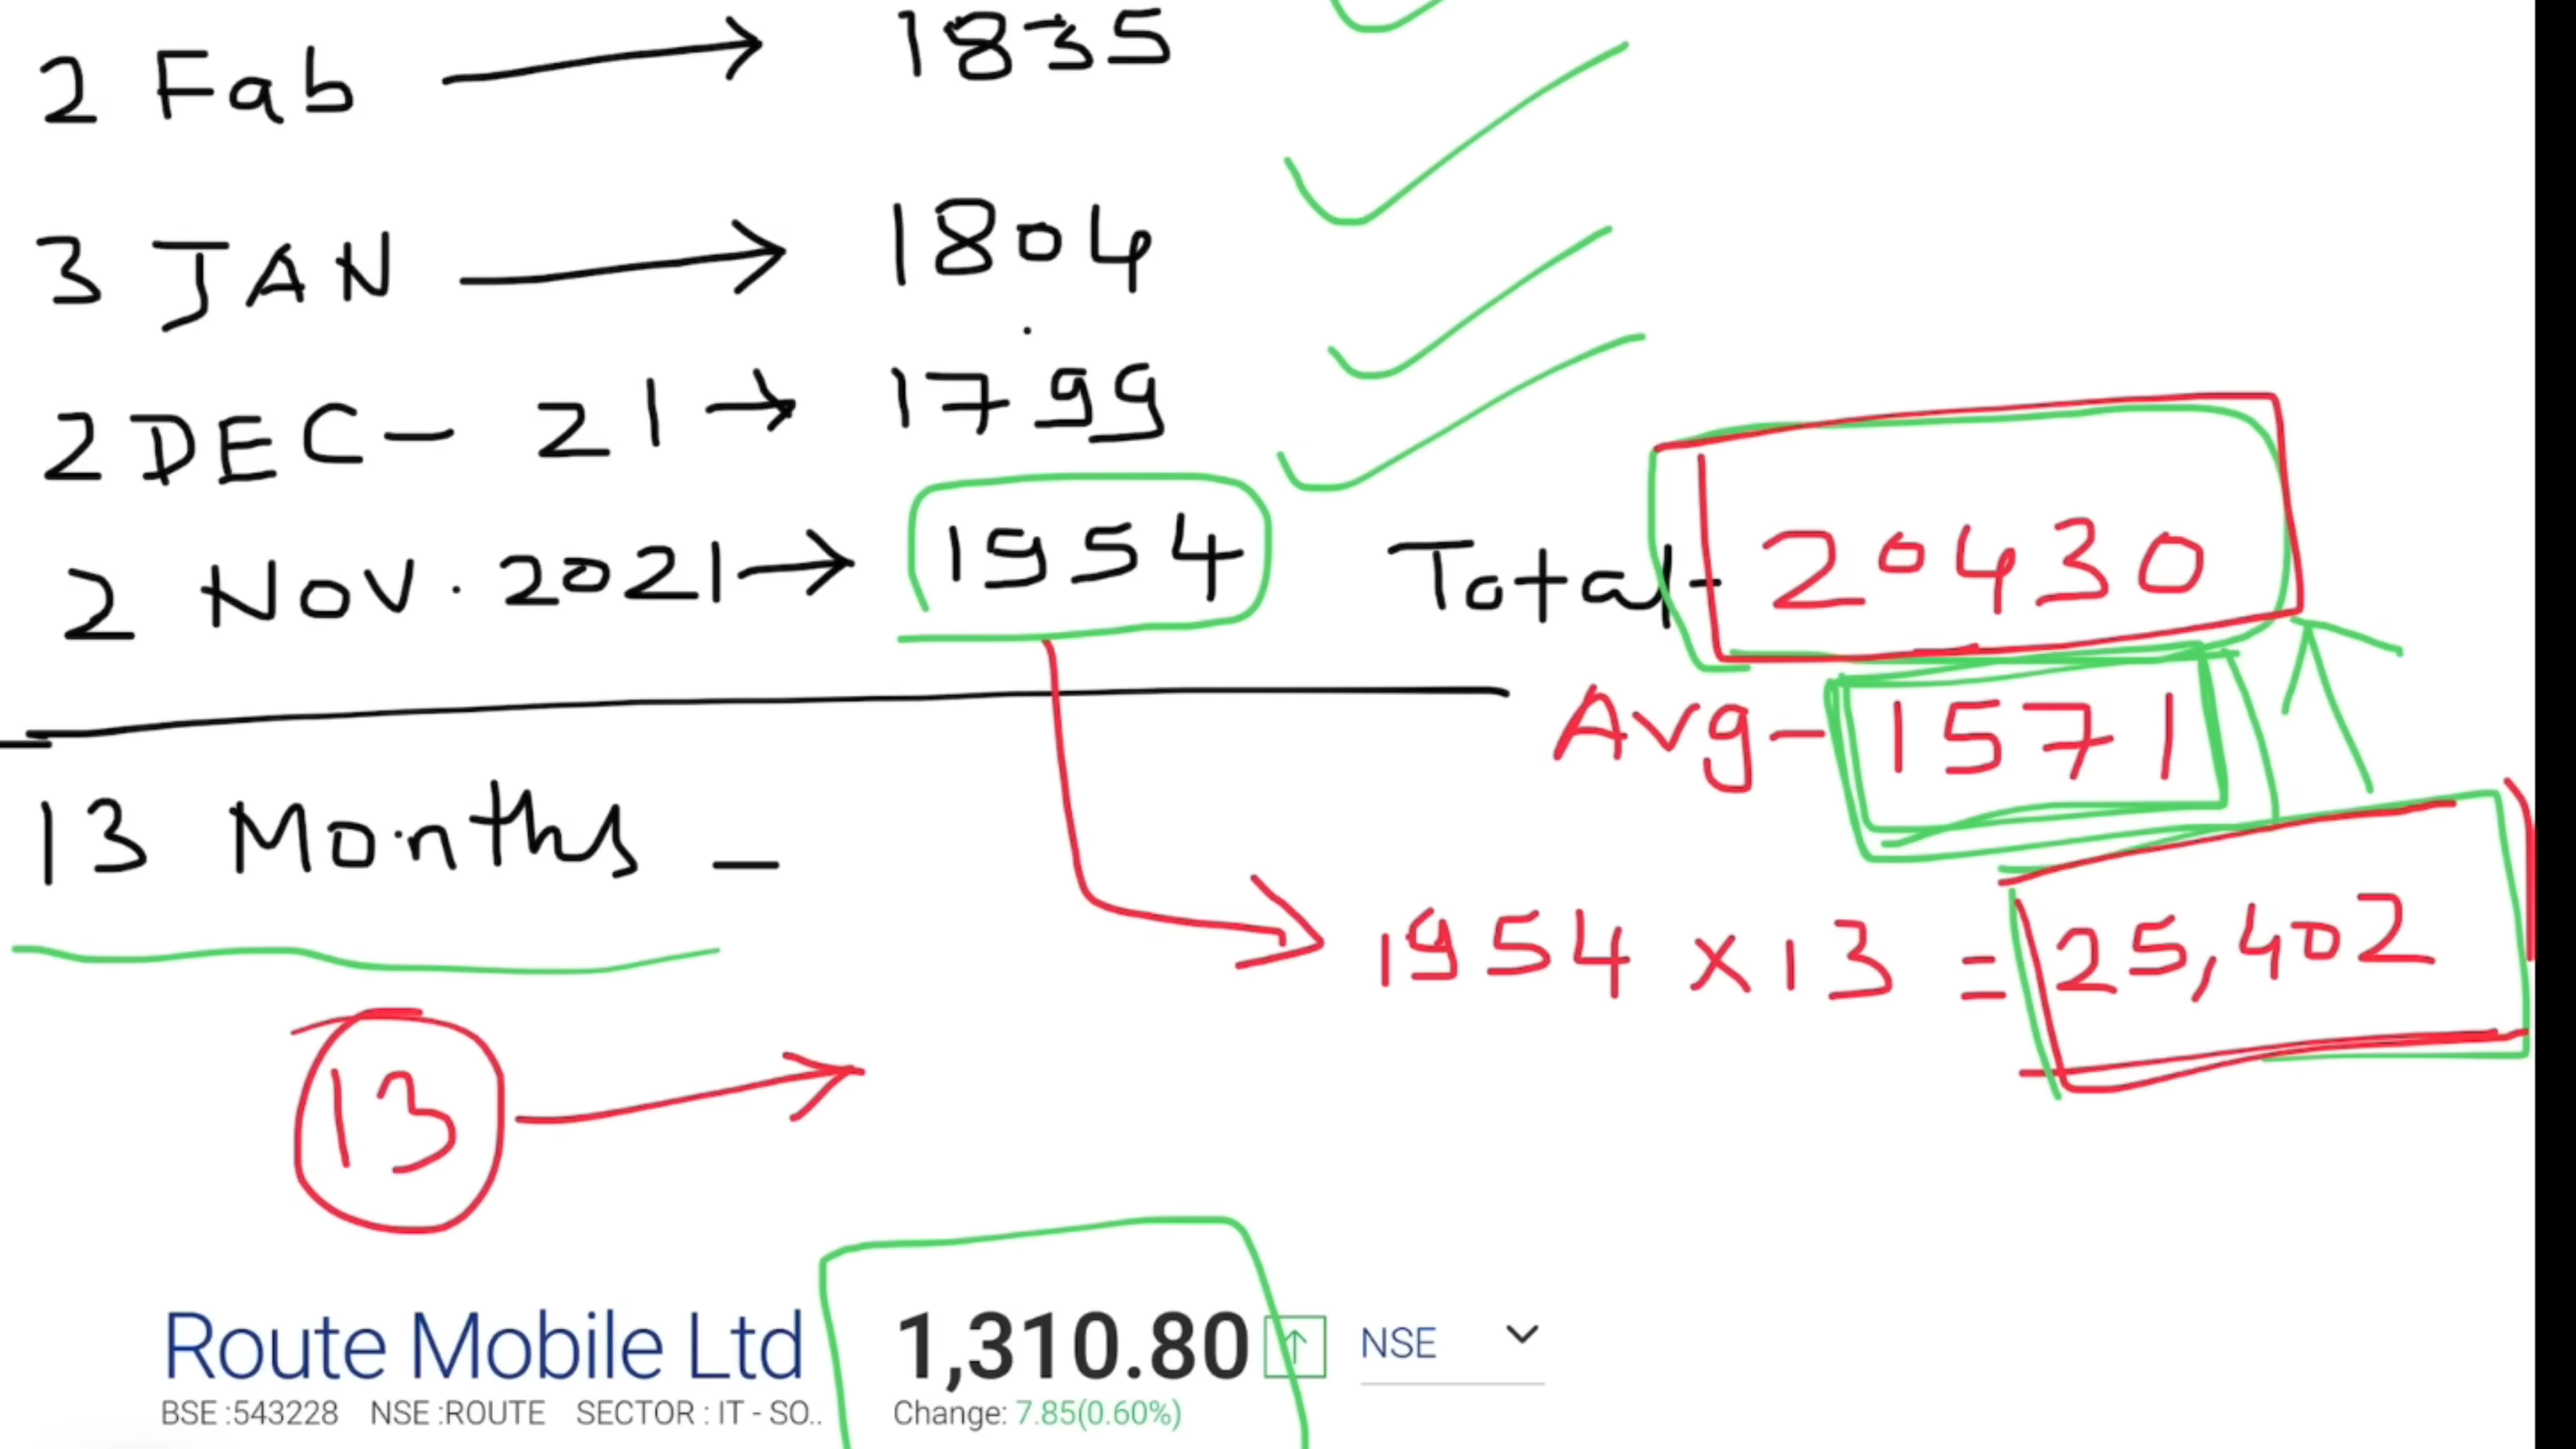 2 Fab → 1835
3 JAN → 1804
2 DEC - 21 → 1799
2 Nov. 2021 → 1954
Total - 20430
Avg - 1571
13 Months -
1954 x 13 = 25,402
13 →
Route Mobile Ltd 1,310.80 ↑ NSE
BSE :543228 NSE :ROUTE SECTOR : IT - SO.. Change: 7.85(0.60%)